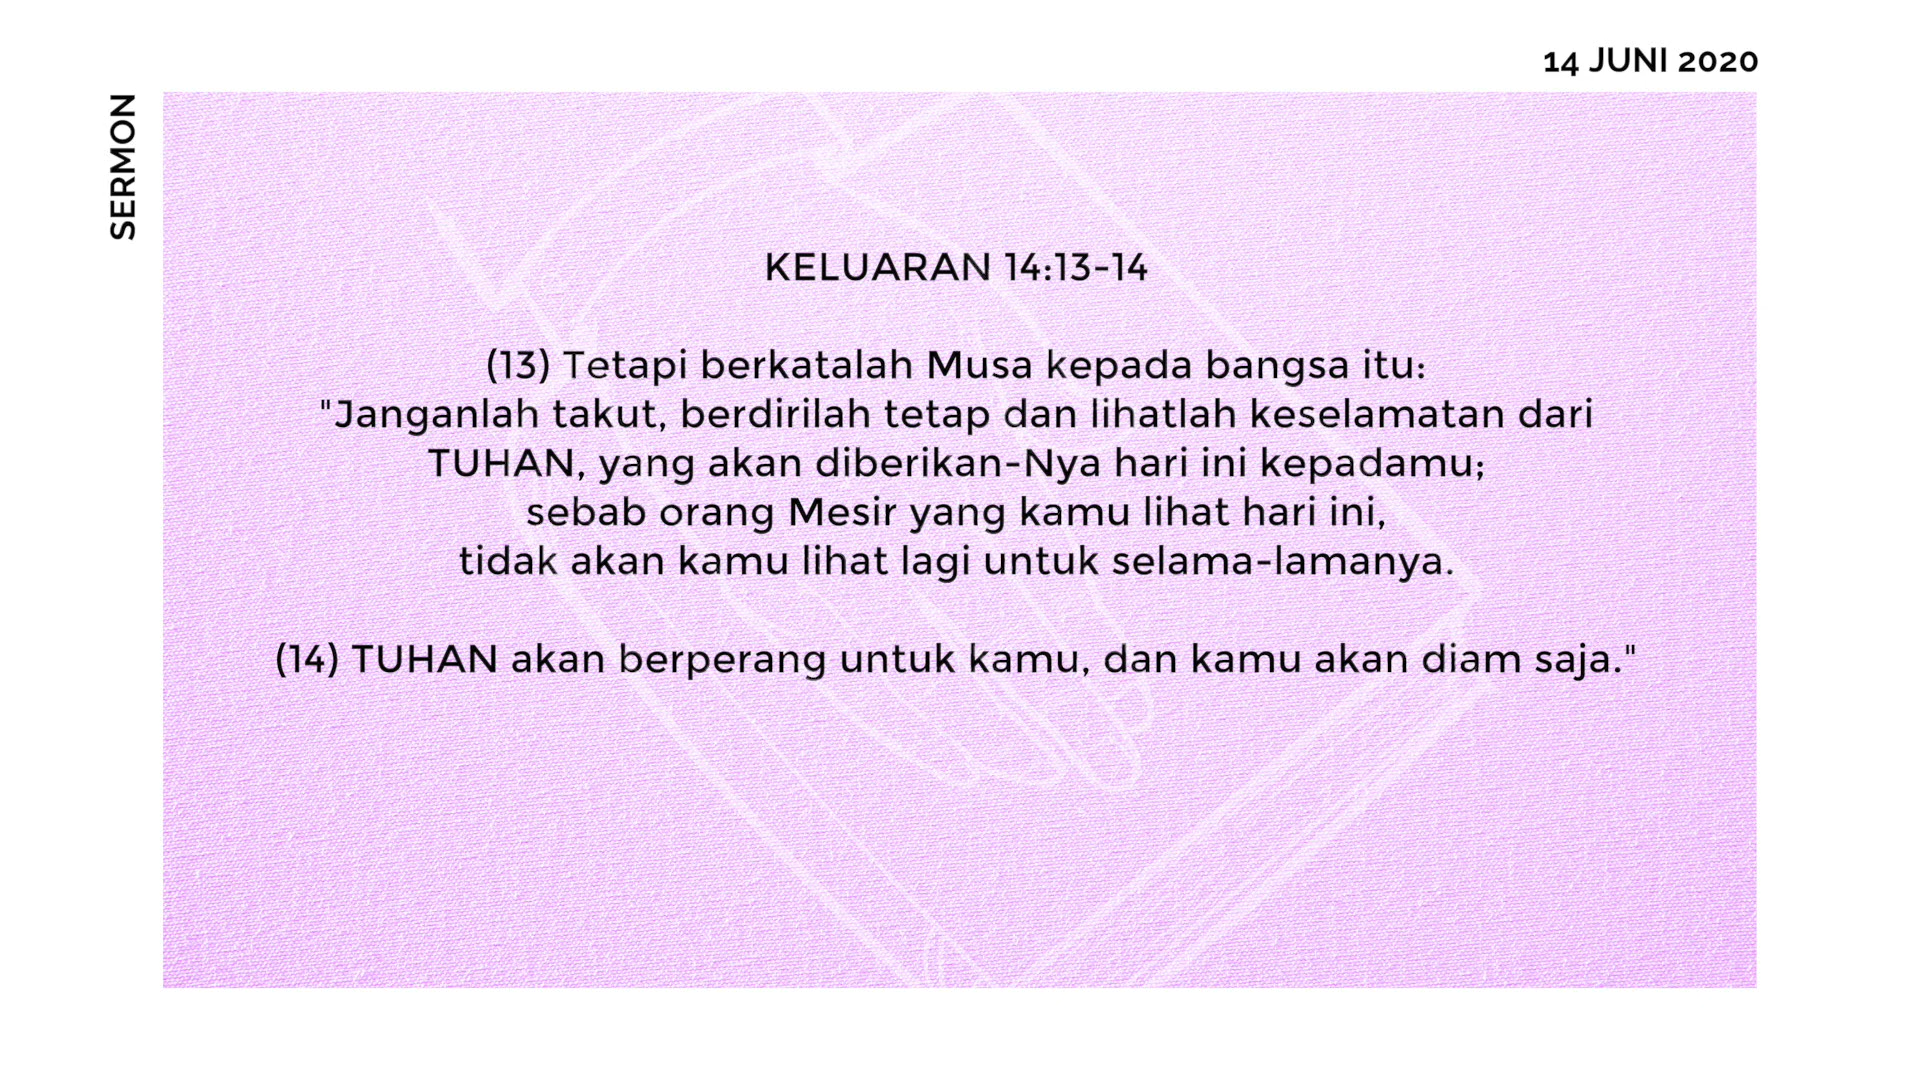 14 JUNI 2020
SERMON
KELUARAN 14:13-14
(13) Tetapi berkatalah Musa kepada bangsa itu:
"Janganlah takut, berdirilah tetap dan lihatlah keselamatan dari
TUHAN, yang akan diberikan-Nya hari ini kepadamu;
sebab orang Mesir yang kamu lihat hari ini,
tidak akan kamu lihat lagi untuk selama-lamanya.
(14) TUHAN akan berperang untuk kamu, dan kamu akan diam saja."